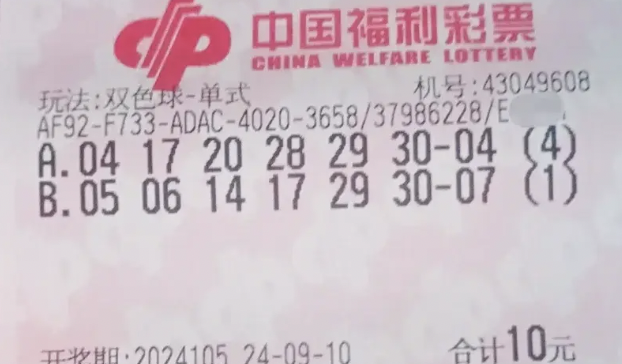 中国福利彩票
CHINA WELFARE LOTTERY
玩法:双色球-单式 机号:43049608
AF92-F733-ADAC-4020-3658/37986228/E
A.04 17 20 28 29 30-04 (4)
B.05 06 14 17 29 30-07 (1)
开奖期:2024105 24-09-10 合计10元